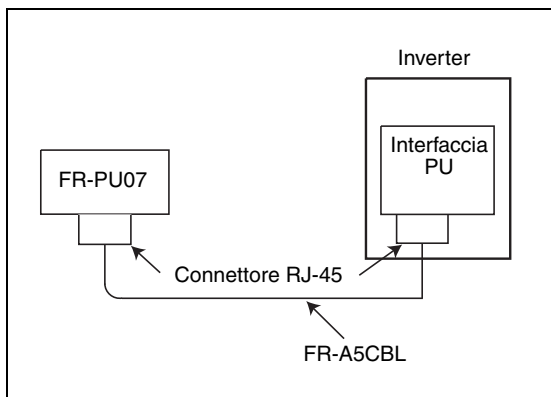 Inverter
Interfaccia
PU
FR-PU07
Connettore RJ-45
FR-A5CBL